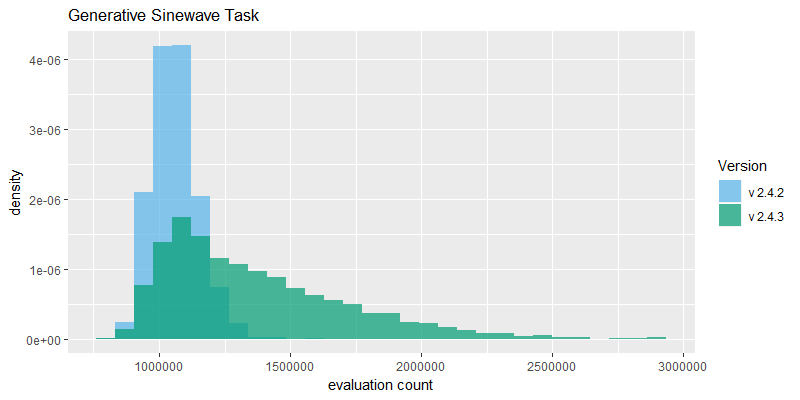 Generative Sinewave Task
4e-06
3e-06
2e-06
1e-06
0e+00
density
1000000 1500000 2000000 2500000 3000000
evaluation count
Version
v 2.4.2
v 2.4.3